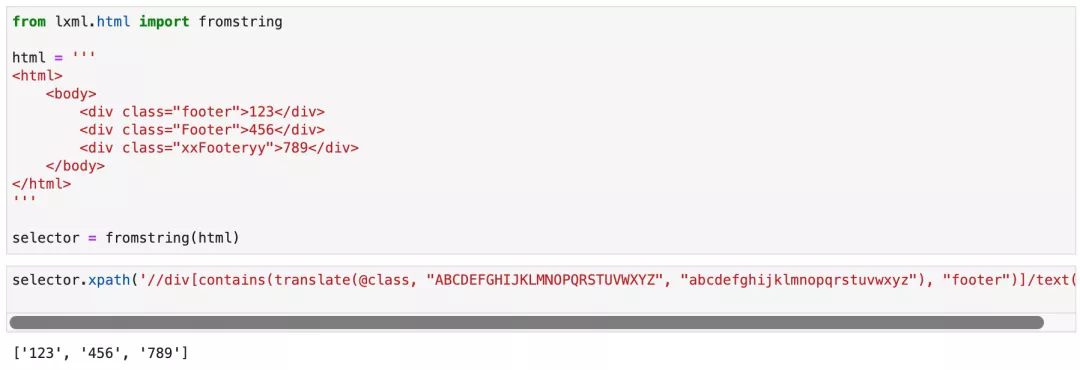 from lxml.html import fromstring
html = '''
<html>
    <body>
        <div class="footer">123</div>
        <div class="Footer">456</div>
        <div class="xxFooteryy">789</div>
    </body>
</html>
'''
selector = fromstring(html)
selector.xpath('//div[contains(translate(@class, "ABCDEFGHIJKLMNOPQRSTUVWXYZ", "abcdefghijklmnopqrstuvwxyz"), "footer")]/text(
['123', '456', '789']